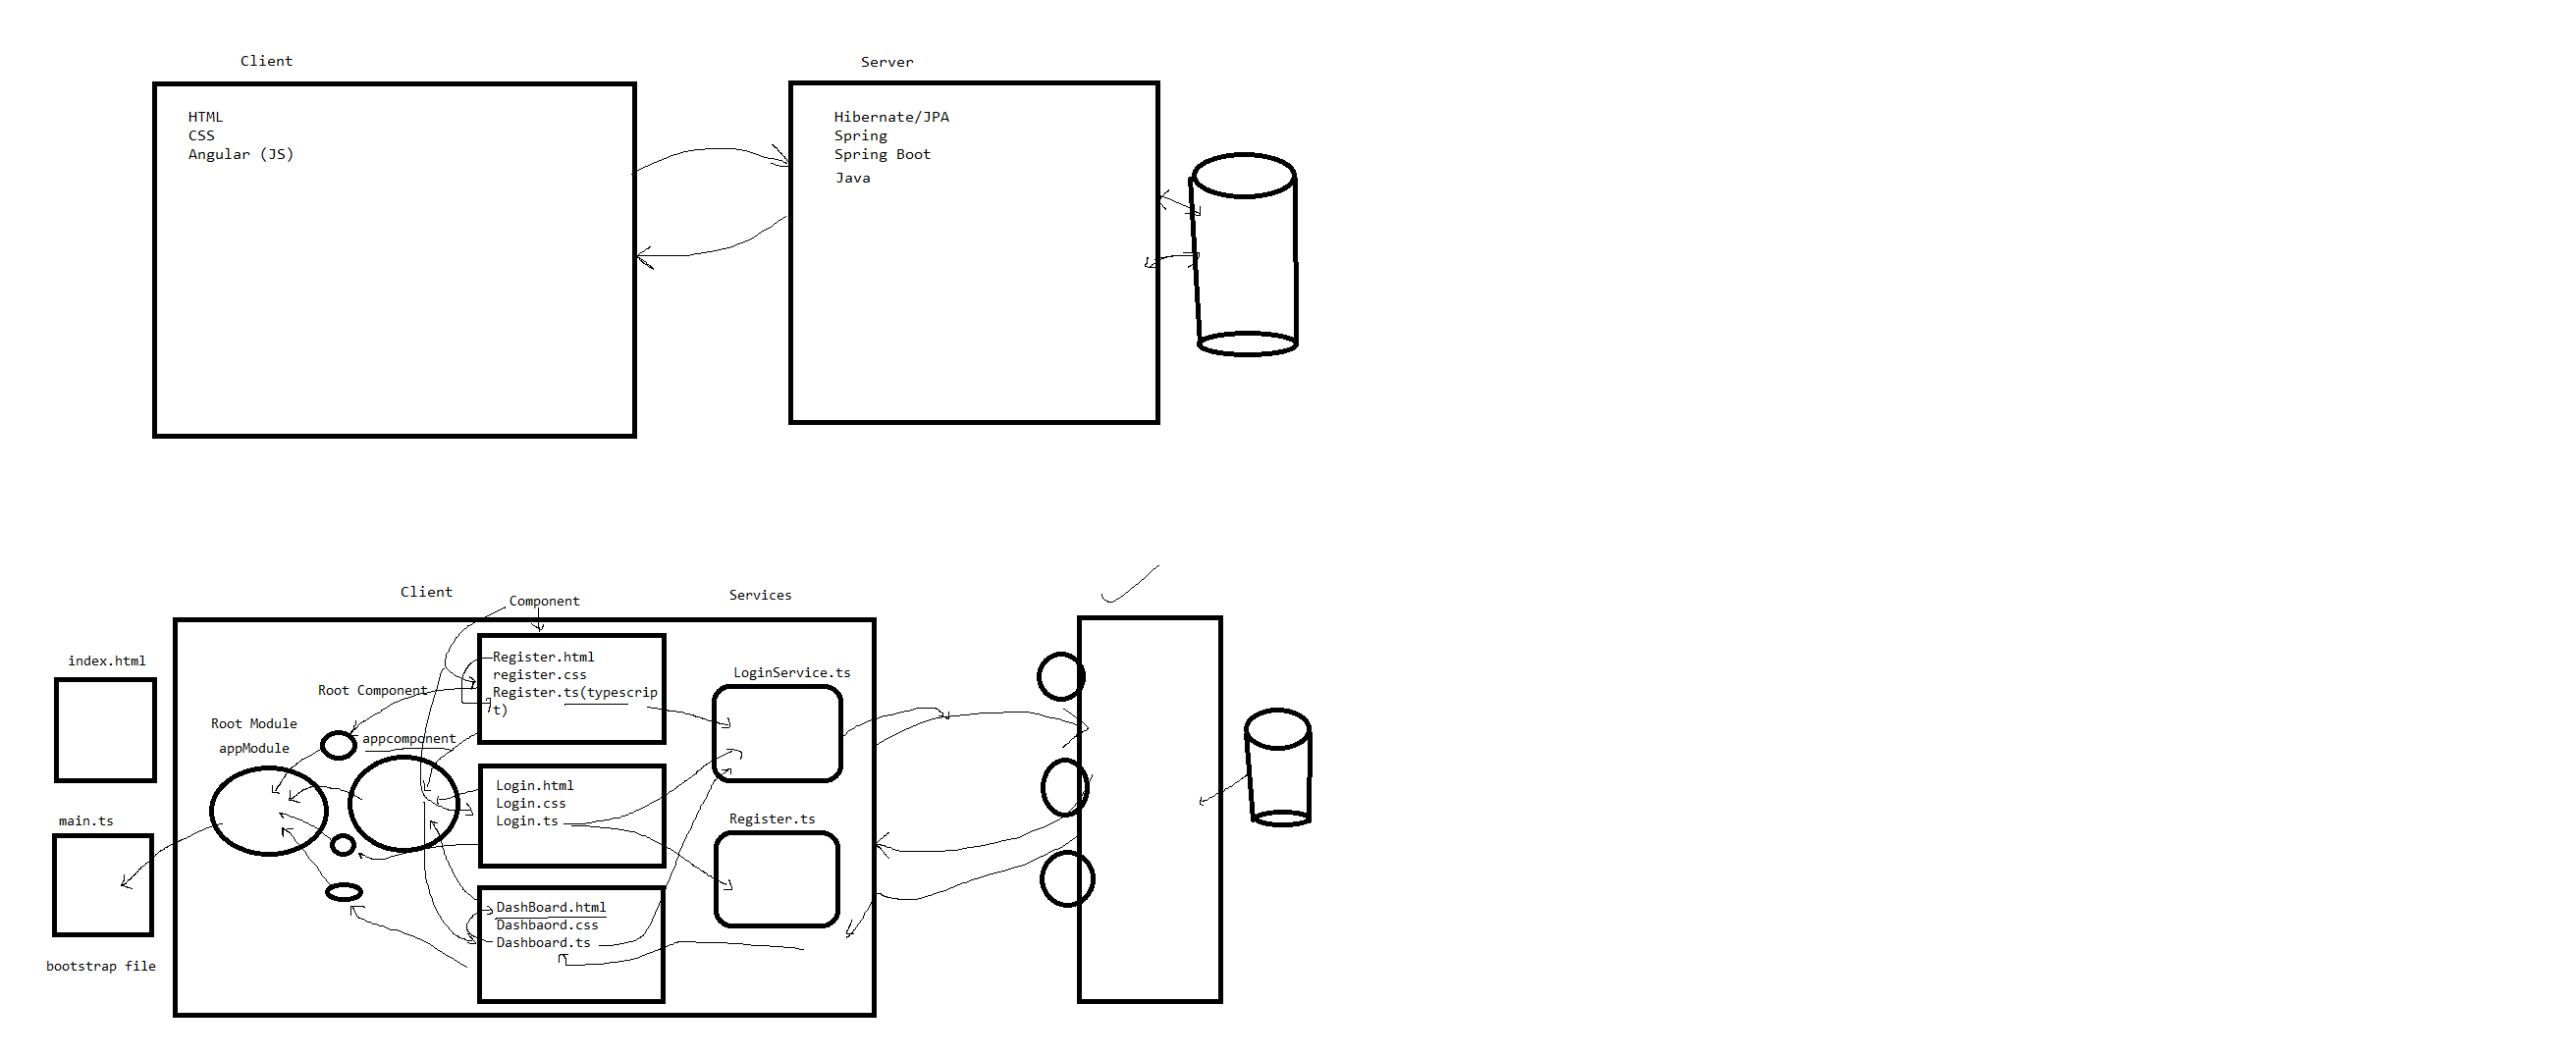 Client
Server
HTML
CSS
Angular (JS)
Hibernate/JPA
Spring
Spring Boot
Java
Client
Component
Services
index.html
Root Component
Root Module
appModule
appcomponent
main.ts
bootstrap file
Register.html
register.css
Register.ts(typescrip
t)
Login.html
Login.css
Login.ts
DashBoard.html
Dashbaord.css
Dashboard.ts
LoginService.ts
Register.ts